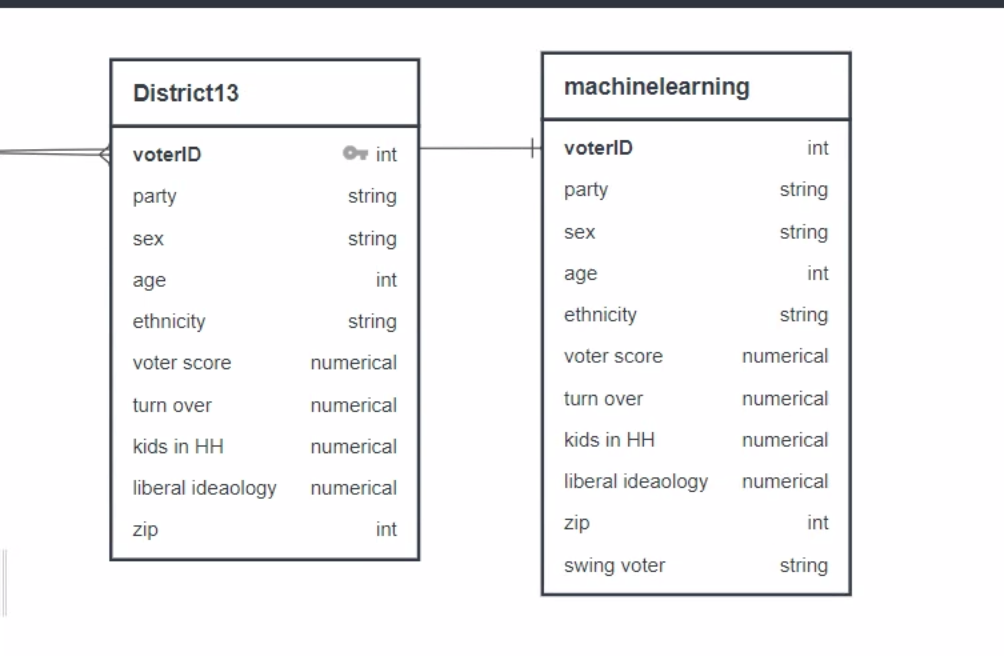 District13
voterID int
party string
sex string
age int
ethnicity string
voter score numerical
turn over numerical
kids in HH numerical
liberal ideaology numerical
zip int
machinelearning
voterID int
party string
sex string
age int
ethnicity string
voter score numerical
turn over numerical
kids in HH numerical
liberal ideaology numerical
zip int
swing voter string